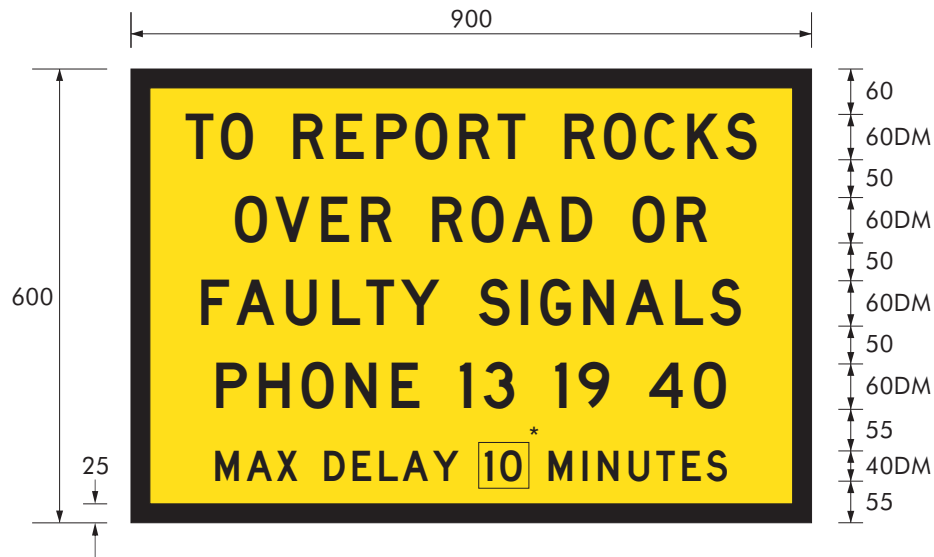 900
60
TO REPORT ROCKS
60DM
50
OVER ROAD OR
60DM
50
600
FAULTY SIGNALS
60DM
50
PHONE 13 19 40
60DM
*
55
25
MAX DELAY 10 MINUTES
40DM
55